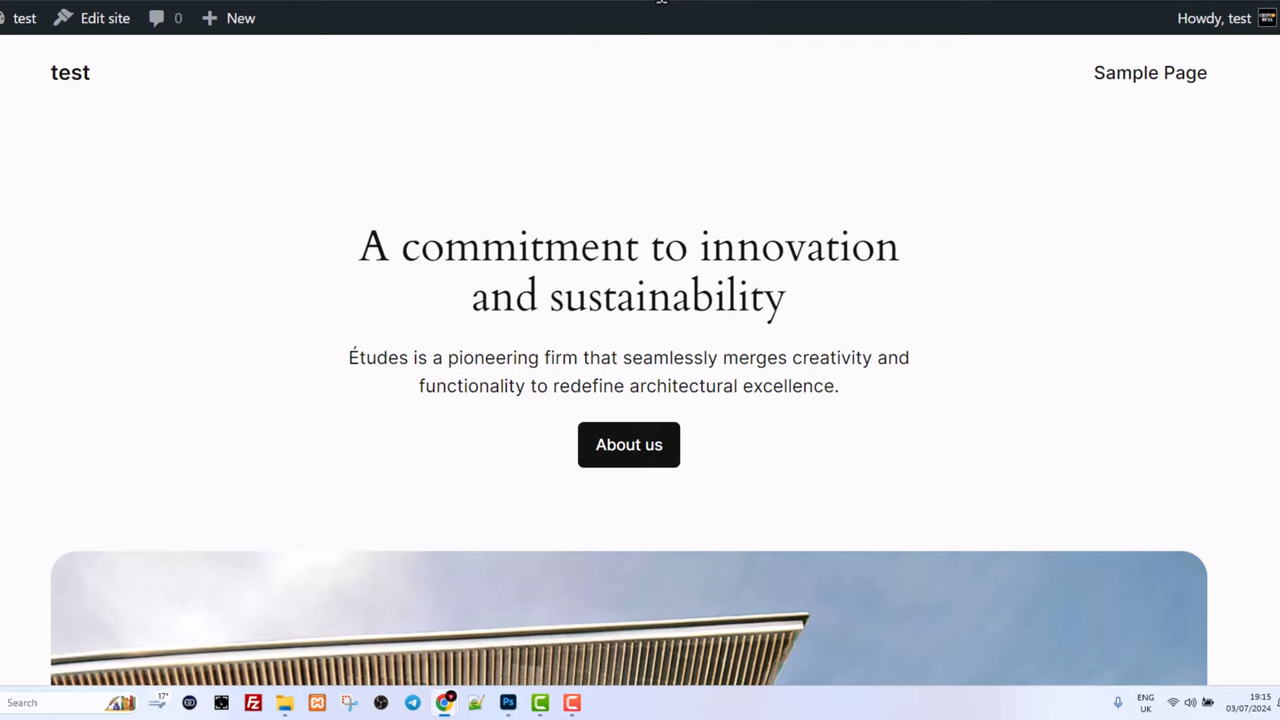 test Edit site 0 New Howdy, test
test Sample Page
A commitment to innovation
and sustainability
Études is a pioneering firm that seamlessly merges creativity and
functionality to redefine architectural excellence.
About us
Search 17° Fz Ps ENG 19:15
UK 03/07/2024